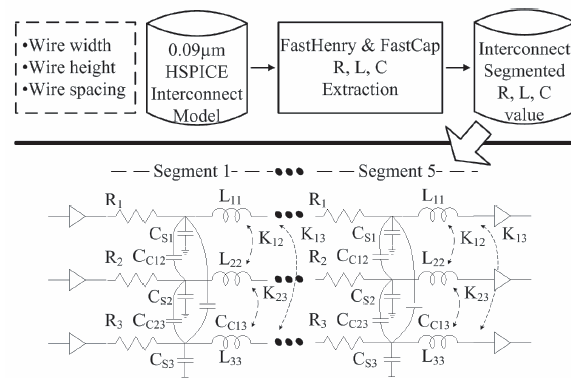 •Wire width
•Wire height
•Wire spacing
0.09µm
HSPICE
Interconnect
Model
FastHenry & FastCap
R, L, C
Extraction
Interconnect
Segmented
R, L, C
value
Segment 1
Segment 5
R1 L11 R1 L11
CS1 K12 K13 CS1 K12 K13
R2 CC12 L22 R2 CC12 L22
CS2 K23 CS2 K23
R3 CC23 CC13 R3 CC23 CC13
CS3 L33 CS3 L33